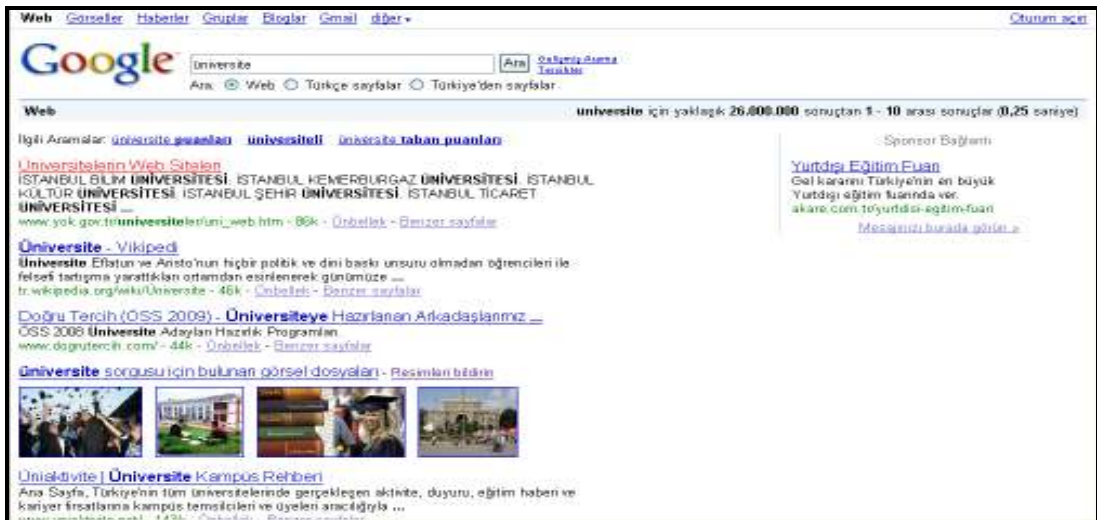 Web Görseller Haberler Gruplar Bloglar Gmail diğer
Oturum açın
Google
üniversite
Ara
Gelişmiş Arama
Tercihler
Ara: Web Türkçe sayfalar Türkiye'den sayfalar
Web
universite için yaklaşık 26.000.000 sonuçtan 1 - 10 arası sonuçlar (0,25 saniye)
İlgili Aramalar: üniversite puanları üniversiteli üniversite taban puanları
Üniversitelerin Web Siteleri
İSTANBUL BİLİM ÜNİVERSİTESİ. İSTANBUL KEMERBURGAZ ÜNİVERSİTESİ. İSTANBUL
KÜLTÜR ÜNİVERSİTESİ. İSTANBUL ŞEHİR ÜNİVERSİTESİ. İSTANBUL TİCARET
ÜNİVERSİTESİ ...
www.yok.gov.tr/universiteler/uni_web.htm - 86k - Önbellek - Benzer sayfalar
Üniversite - Vikipedi
Üniversite Eflatun ve Aristo'nun hiçbir politik ve dini baskı unsuru olmadan öğrencileri ile
felsefi tartışma yarattıkları ortamdan esinlenerek günümüze ...
tr.wikipedia.org/wiki/Üniversite - 46k - Önbellek - Benzer sayfalar
Doğru Tercih (ÖSS 2009) - Üniversiteye Hazırlanan Arkadaşlarımız ...
ÖSS 2008 Üniversite Adayları Hazırlık Programları
www.dogrutercih.com/ - 44k - Önbellek - Benzer sayfalar
üniversite sorgusu için bulunan görsel dosyaları - Resimleri bildirin
Üniaktivite | Üniversite Kampüs Rehberi
Ana Sayfa, Türkiye'nin tüm üniversitelerinde gerçekleşen aktivite, duyuru, eğitim haberi ve
kariyer fırsatlarına kampüs temsilcileri ve üyeleri aracılığıyla ...
Sponsor Bağlantı
Yurtdışı Eğitim Fuarı
Gel kararını Türkiye'nin en büyük
Yurtdışı eğitim fuarında ver.
akare.com.tr/yurtdisi-egitim-fuari
Mesajınızı burada görün »